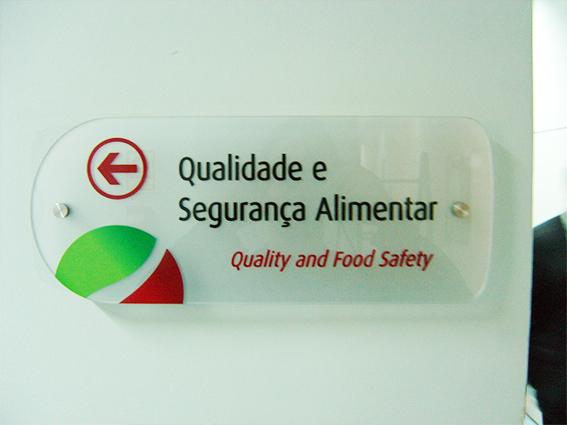 Qualidade e
Segurança Alimentar
Quality and Food Safety